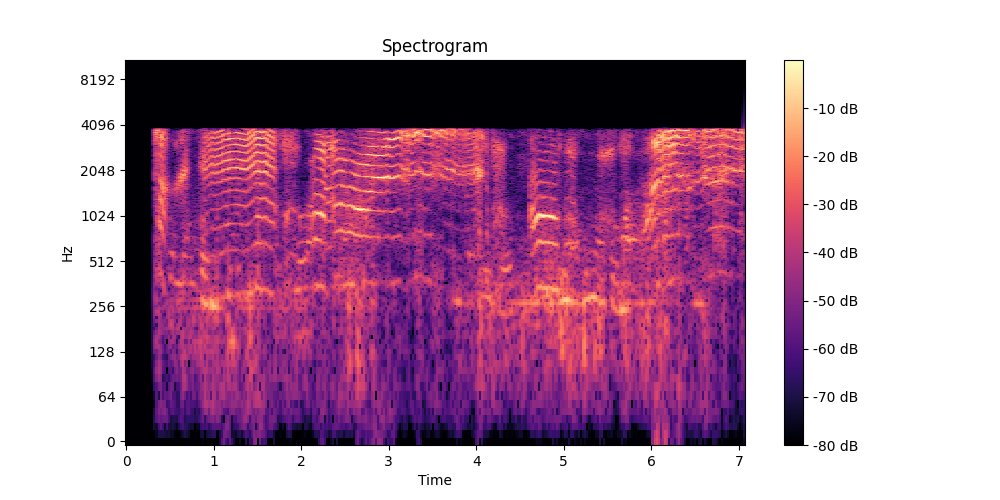 Spectrogram
8192
4096
2048
1024
512
256
128
64
0
Hz
0 1 2 3 4 5 6 7
Time
-10 dB
-20 dB
-30 dB
-40 dB
-50 dB
-60 dB
-70 dB
-80 dB